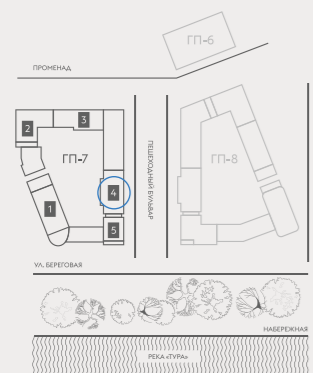 ГП-6
ПРОМЕНАД
3
2
ГП-7
ПЕШЕХОДНЫЙ БУЛЬВАР
ГП-8
4
1
5
УЛ. БЕРЕГОВАЯ
НАБЕРЕЖНАЯ
РЕКА «ТУРА»